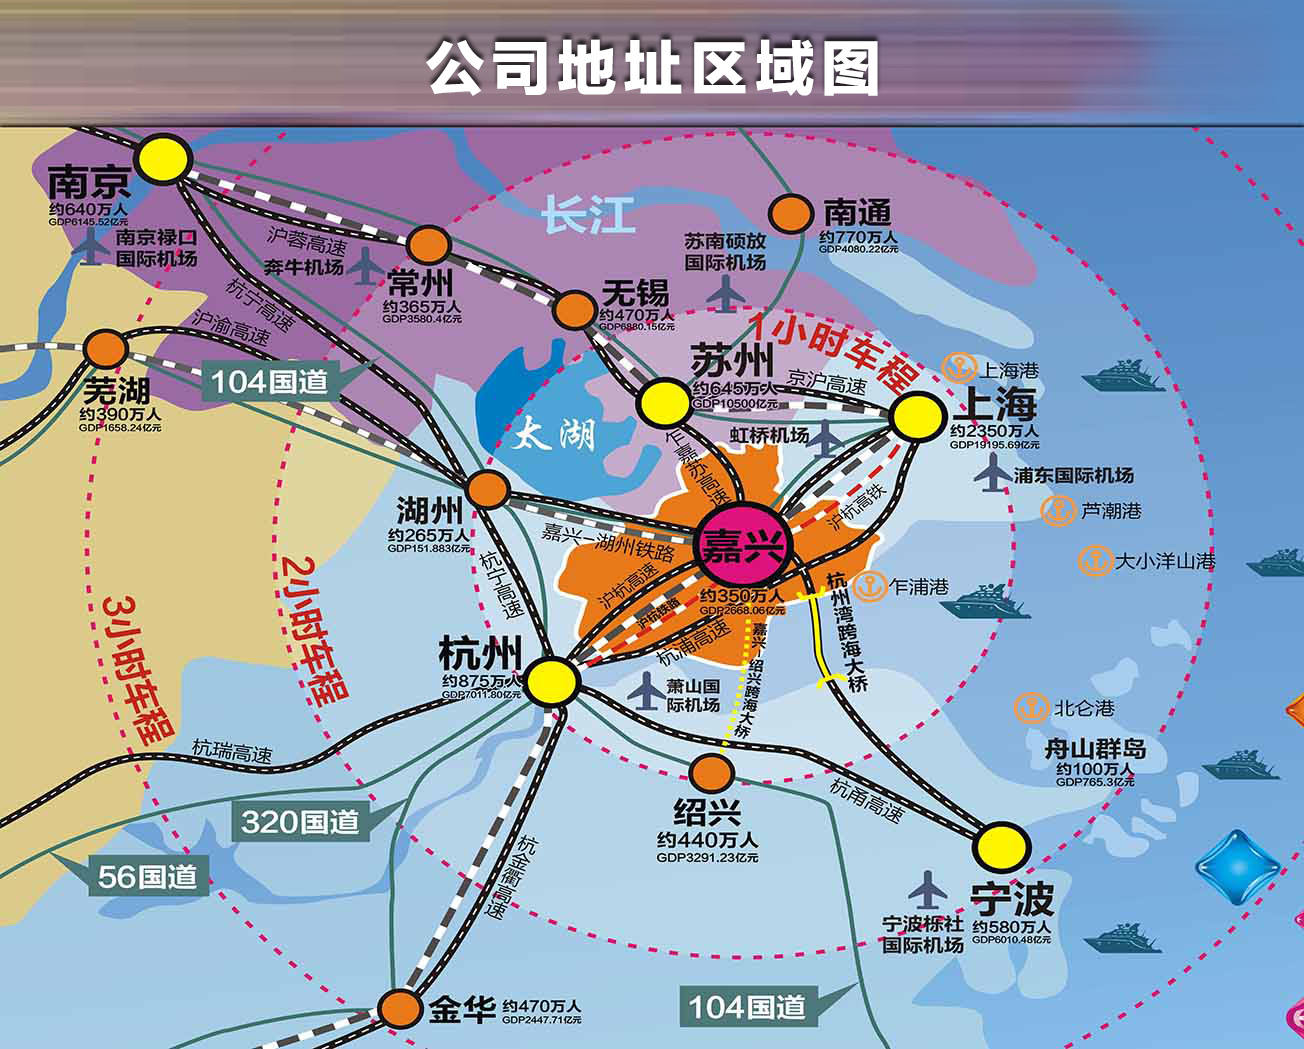 公司地址区域图
南京
约640万人
GDP6145.52亿元
南京禄口
国际机场
沪蓉高速
奔牛机场
常州
约365万人
GDP3580.4亿元
长江
南通
约770万人
GDP4080.22亿元
苏南硕放
国际机场
无锡
约470万人
GDP6880.15亿元
杭宁高速
沪渝高速
芜湖
约390万人
GDP1658.24亿元
104国道
1小时车程
苏州
约645万人
GDP10500亿元
京沪高速
上海港
上海
约2350万人
GDP19195.69亿元
虹桥机场
浦东国际机场
太湖
乍嘉苏高速
湖州
约265万人
GDP151.883亿元
嘉兴-湖州铁路
嘉兴
约350万人
GDP2668.06亿元
沪杭高铁
芦潮港
大小洋山港
乍浦港
杭州湾跨海大桥
2小时车程
3小时车程
杭宁高速
沪杭高速
沪杭铁路
杭浦高速
嘉兴-绍兴跨海大桥
杭州
约875万人
GDP7011.80亿元
萧山国
际机场
北仑港
舟山群岛
约100万人
GDP765.3亿元
杭瑞高速
320国道
56国道
绍兴
约440万人
GDP3291.23亿元
杭甬高速
杭金衢高速
宁波
约580万人
GDP6010.48亿元
宁波栎社
国际机场
金华
约470万人
GDP2447.71亿元
104国道